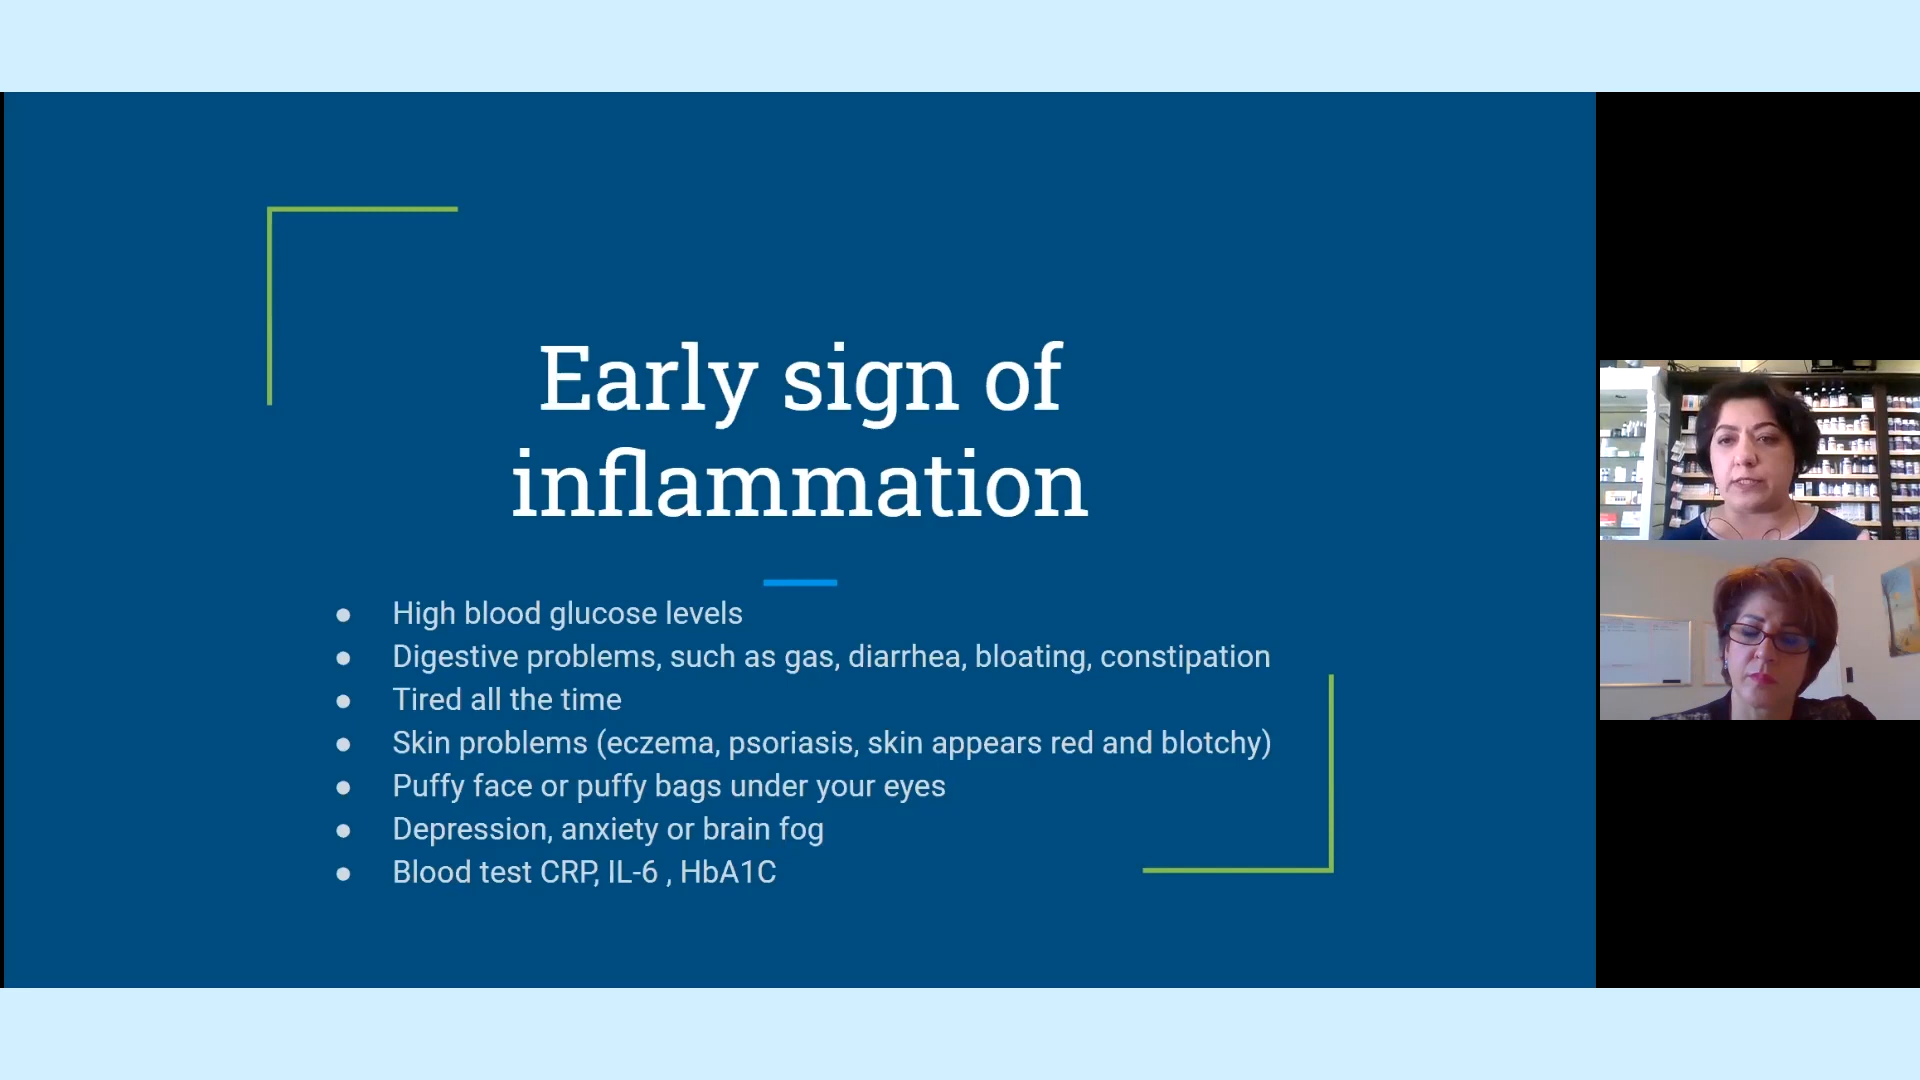 Early sign of
inflammation
● High blood glucose levels
● Digestive problems, such as gas, diarrhea, bloating, constipation
● Tired all the time
● Skin problems (eczema, psoriasis, skin appears red and blotchy)
● Puffy face or puffy bags under your eyes
● Depression, anxiety or brain fog
● Blood test CRP, IL-6 , HbA1C